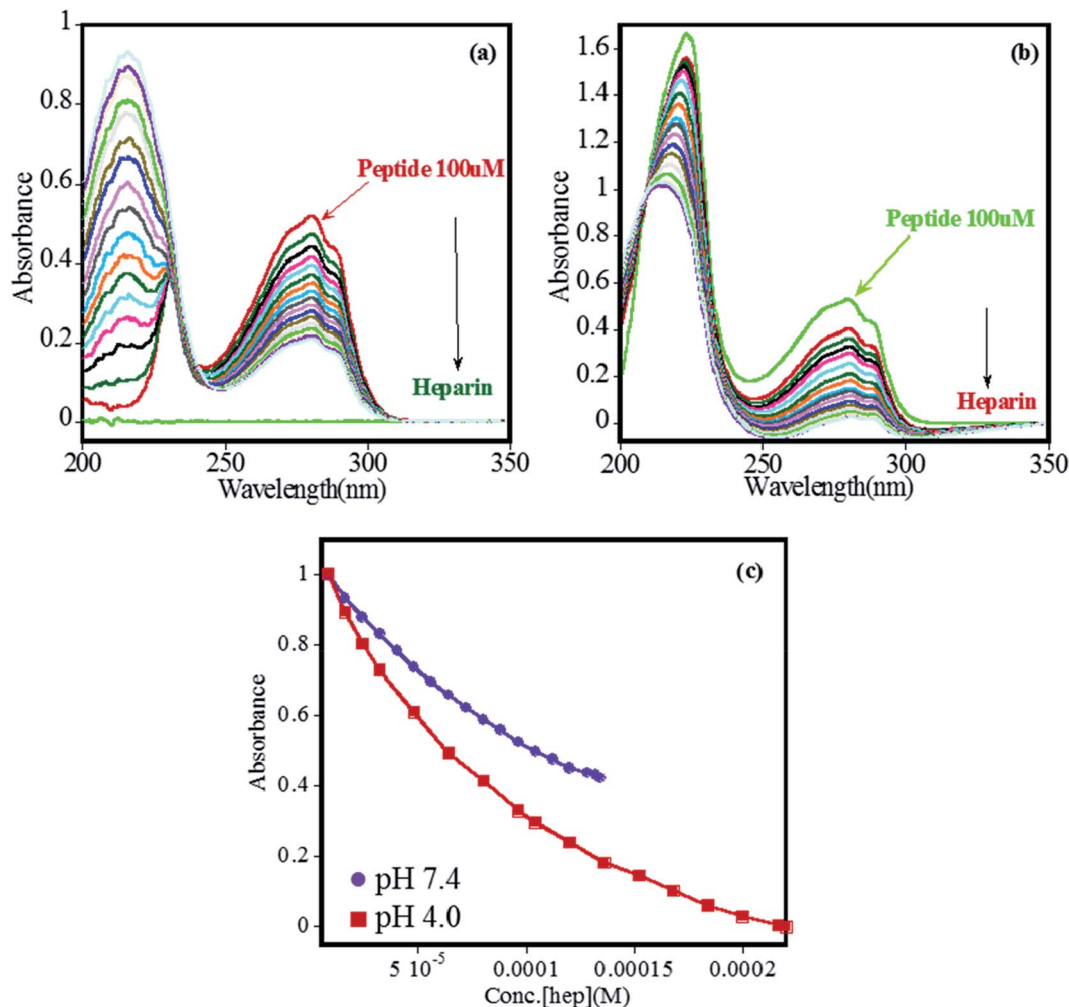 (a)
1
0.8
0.6
0.4
0.2
0
200
250
300
350
Absorbance
Wavelength(nm)
Peptide 100uM
Heparin
(b)
1.6
1.4
1.2
1
0.8
0.6
0.4
0.2
0
200
250
300
350
Absorbance
Wavelength(nm)
Peptide 100uM
Heparin
(c)
1
0.8
0.6
0.4
0.2
0
Absorbance
pH 7.4
pH 4.0
5 10⁻⁵
0.0001
0.00015
0.0002
Conc.[hep](M)